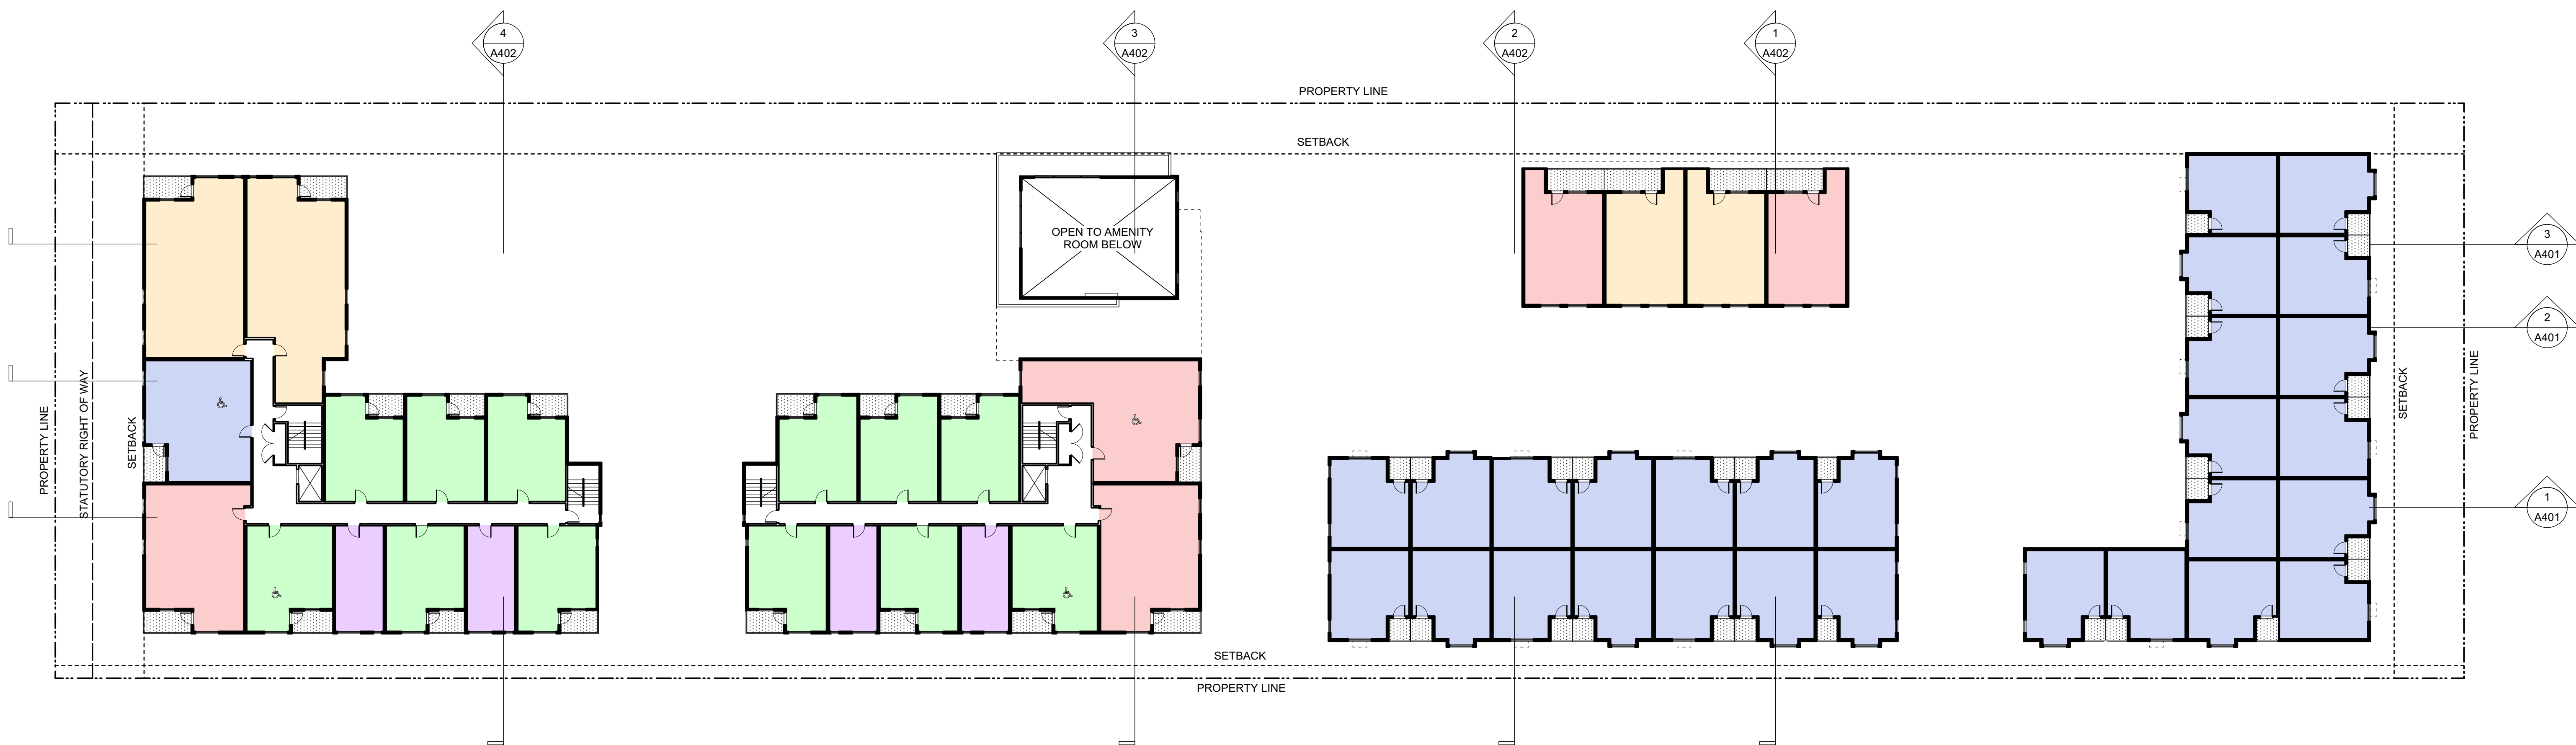 4
A402
3
A402
2
A402
1
A402
PROPERTY LINE
SETBACK
OPEN TO AMENITY
ROOM BELOW
3
A401
2
A401
1
A401
PROPERTY LINE
STATUTORY RIGHT OF WAY
SETBACK
SETBACK
PROPERTY LINE
SETBACK
PROPERTY LINE